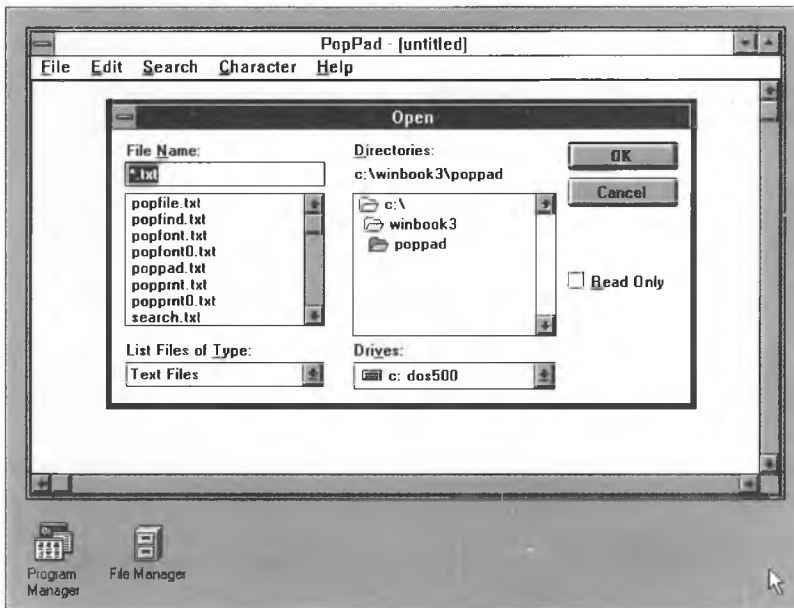 PopPad - [untitled]
File Edit Search Character Help
Open
File Name:
*.txt
popfile.txt
popfind.txt
popfont.txt
popfont0.txt
poppad.txt
popprnt.txt
popprnt0.txt
search.txt
List Files of Type:
Text Files
Directories:
c:\winbook3\poppad
c:\
winbook3
poppad
Drives:
c: dos500
OK
Cancel
Read Only
Program
Manager
File Manager